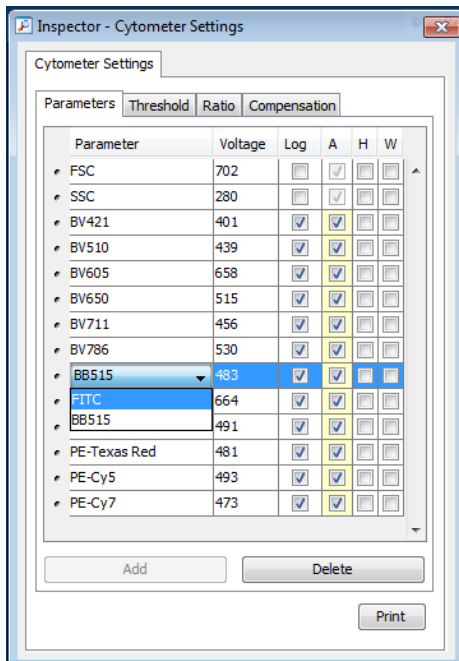 Inspector - Cytometer Settings
Cytometer Settings
Parameters Threshold Ratio Compensation
Parameter Voltage Log A H W
FSC 702
SSC 280
BV421 401
BV510 439
BV605 658
BV650 515
BV711 456
BV786 530
BB515 483
FITC 664
BB515 491
PE-Texas Red 481
PE-Cy5 493
PE-Cy7 473
Add Delete
Print